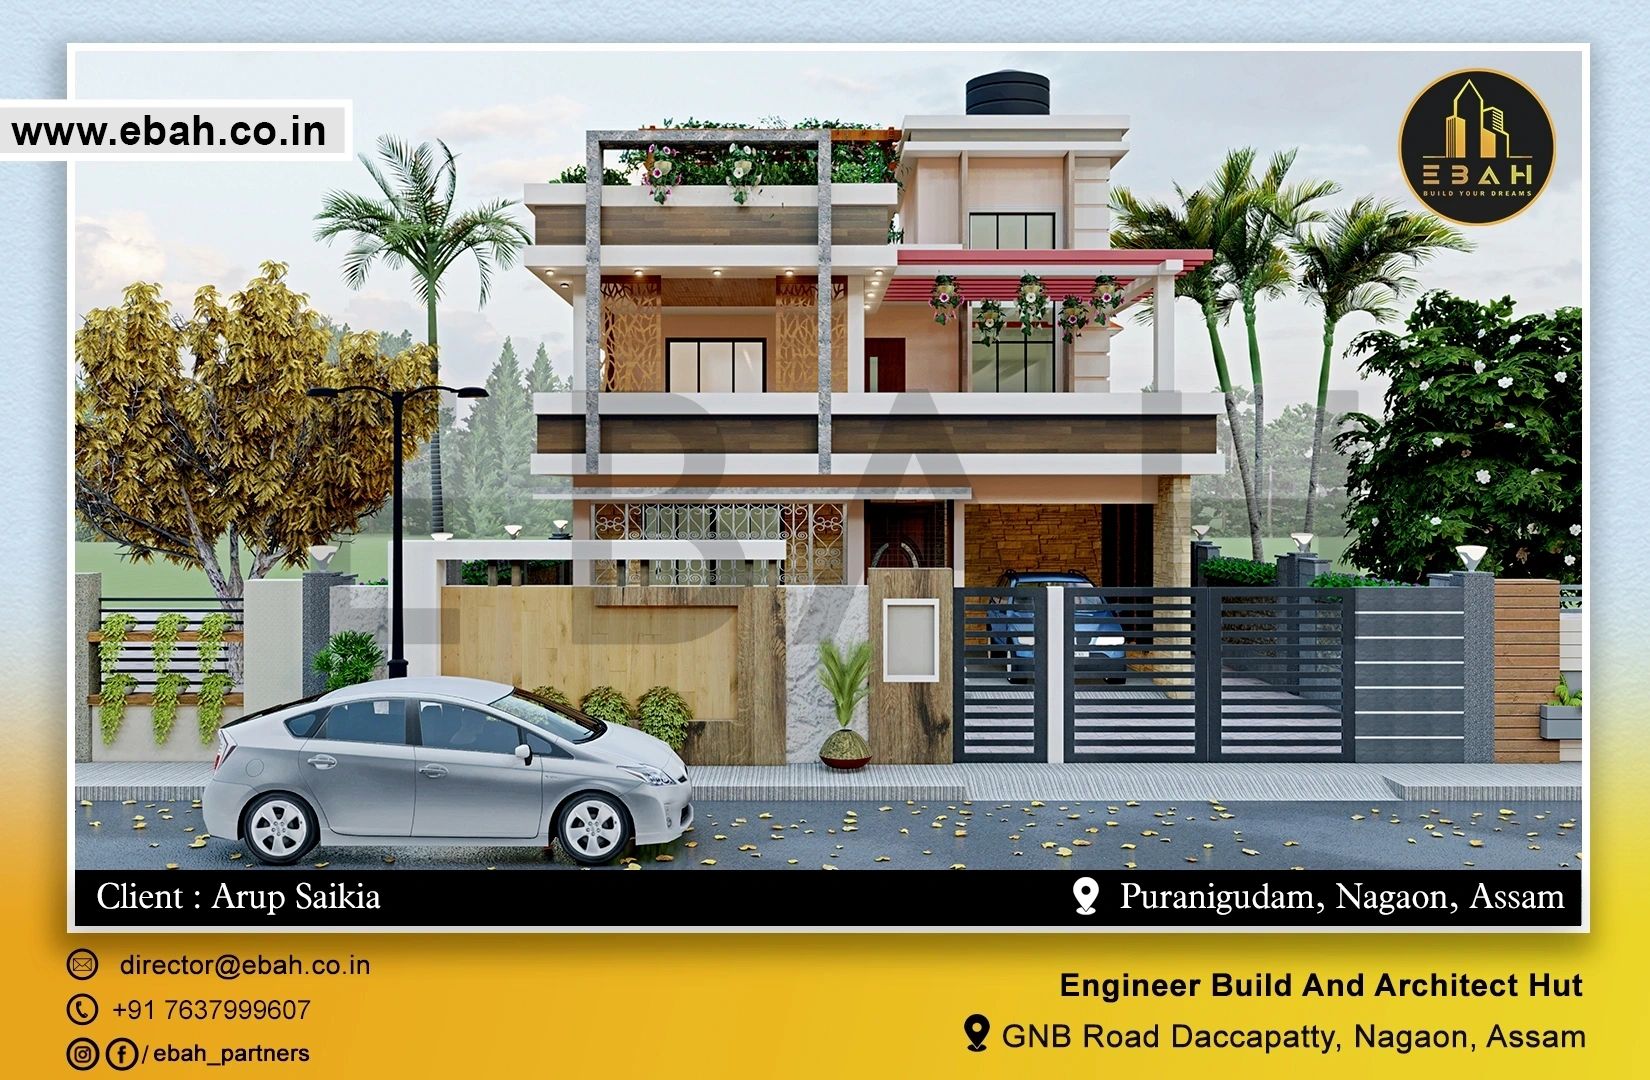 www.ebah.co.in
EBAH
BUILD YOUR DREAMS
EBAH
Client : Arup Saikia
Puranigudam, Nagaon, Assam
director@ebah.co.in
+91 7637999607
/ ebah_partners
Engineer Build And Architect Hut
GNB Road Daccapatty, Nagaon, Assam